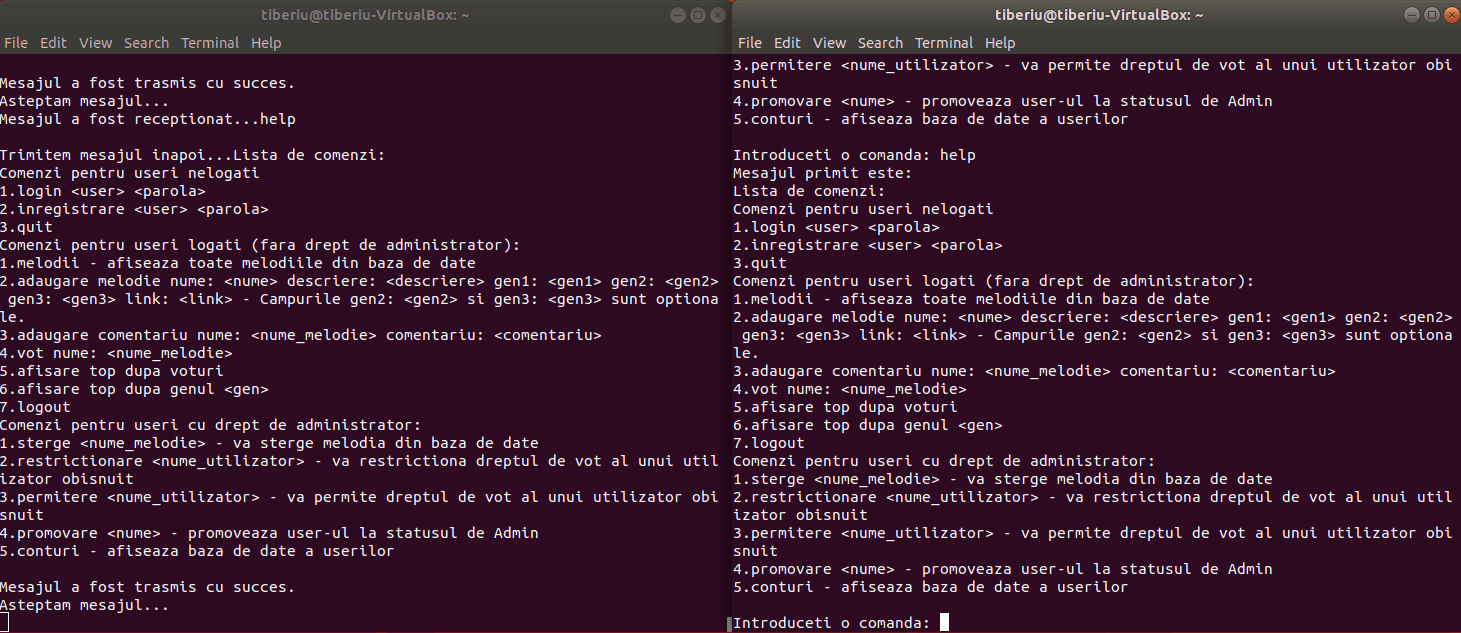 tiberiu@tiberiu-VirtualBox: ~
File Edit View Search Terminal Help
Mesajul a fost trasmis cu succes.
Asteptam mesajul...
Mesajul a fost receptionat...help
Trimitem mesajul inapoi...Lista de comenzi:
Comenzi pentru useri nelogati
1.login <user> <parola>
2.inregistrare <user> <parola>
3.quit
Comenzi pentru useri logati (fara drept de administrator):
1.melodii - afiseaza toate melodiile din baza de date
2.adaugare melodie nume: <nume> descriere: <descriere> gen1: <gen1> gen2: <gen2>
gen3: <gen3> link: <link> - Campurile gen2: <gen2> si gen3: <gen3> sunt optiona
le.
3.adaugare comentariu nume: <nume_melodie> comentariu: <comentariu>
4.vot nume: <nume_melodie>
5.afisare top dupa voturi
6.afisare top dupa genul <gen>
7.logout
Comenzi pentru useri cu drept de administrator:
1.sterge <nume_melodie> - va sterge melodia din baza de date
2.restrictionare <nume_utilizator> - va restrictiona dreptul de vot al unui util
izator obisnuit
3.permitere <nume_utilizator> - va permite dreptul de vot al unui utilizator obi
snuit
4.promovare <nume> - promoveaza user-ul la statusul de Admin
5.conturi - afiseaza baza de date a userilor
Mesajul a fost trasmis cu succes.
Asteptam mesajul...
tiberiu@tiberiu-VirtualBox: ~
File Edit View Search Terminal Help
3.permitere <nume_utilizator> - va permite dreptul de vot al unui utilizator obi
snuit
4.promovare <nume> - promoveaza user-ul la statusul de Admin
5.conturi - afiseaza baza de date a userilor
Introduceti o comanda: help
Mesajul primit este:
Lista de comenzi:
Comenzi pentru useri nelogati
1.login <user> <parola>
2.inregistrare <user> <parola>
3.quit
Comenzi pentru useri logati (fara drept de administrator):
1.melodii - afiseaza toate melodiile din baza de date
2.adaugare melodie nume: <nume> descriere: <descriere> gen1: <gen1> gen2: <gen2>
gen3: <gen3> link: <link> - Campurile gen2: <gen2> si gen3: <gen3> sunt optiona
le.
3.adaugare comentariu nume: <nume_melodie> comentariu: <comentariu>
4.vot nume: <nume_melodie>
5.afisare top dupa voturi
6.afisare top dupa genul <gen>
7.logout
Comenzi pentru useri cu drept de administrator:
1.sterge <nume_melodie> - va sterge melodia din baza de date
2.restrictionare <nume_utilizator> - va restrictiona dreptul de vot al unui util
izator obisnuit
3.permitere <nume_utilizator> - va permite dreptul de vot al unui utilizator obi
snuit
4.promovare <nume> - promoveaza user-ul la statusul de Admin
5.conturi - afiseaza baza de date a userilor
Introduceti o comanda: